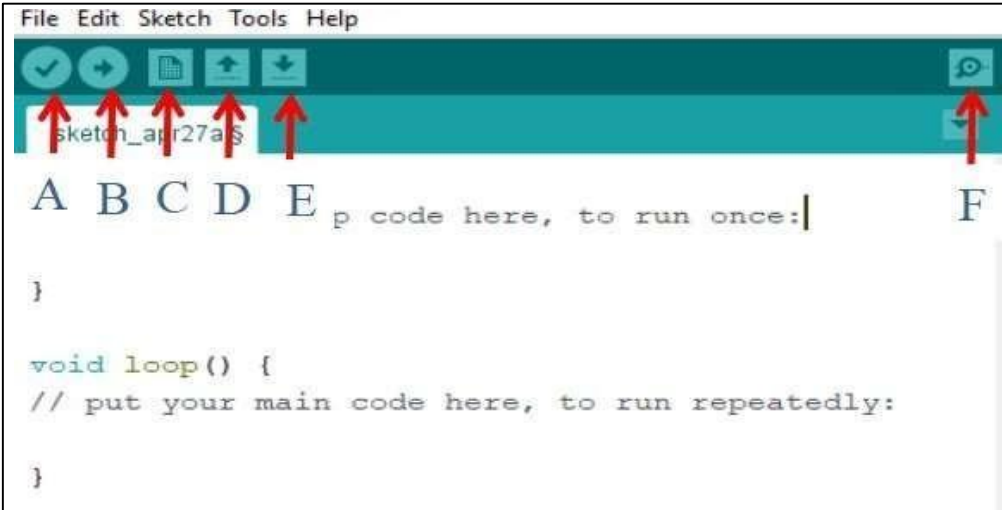 File Edit Sketch Tools Help
sketch_apr27a§
A B C D E p code here, to run once: F
}
void loop() {
// put your main code here, to run repeatedly:
}